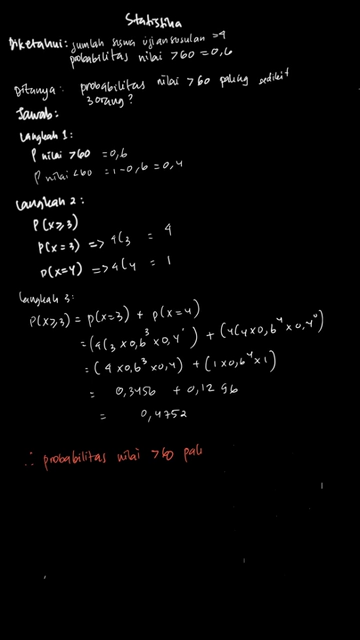 Statistika
Diketahui: jumlah siswa ujian susulan = 4
probabilitas nilai >60 = 0,6
Ditanya: probabilitas nilai >60 paling sedikit
3 orang?
Jawab:
Langkah 1:
P nilai >60 = 0,6
P nilai <60 = 1-0,6 = 0,4
Langkah 2:
P(x≥3)
P(x=3) => 4C3 = 4
P(x=4) => 4C4 = 1
Langkah 3:
P(x≥3) = P(x=3) + P(x=4)
= (4C3 x 0,6³ x 0,4¹) + (4C4 x 0,6⁴ x 0,4⁰)
= (4 x 0,6³ x 0,4) + (1 x 0,6⁴ x 1)
= 0,3456 + 0,1296
= 0,4752
∴ probabilitas nilai >60 pal